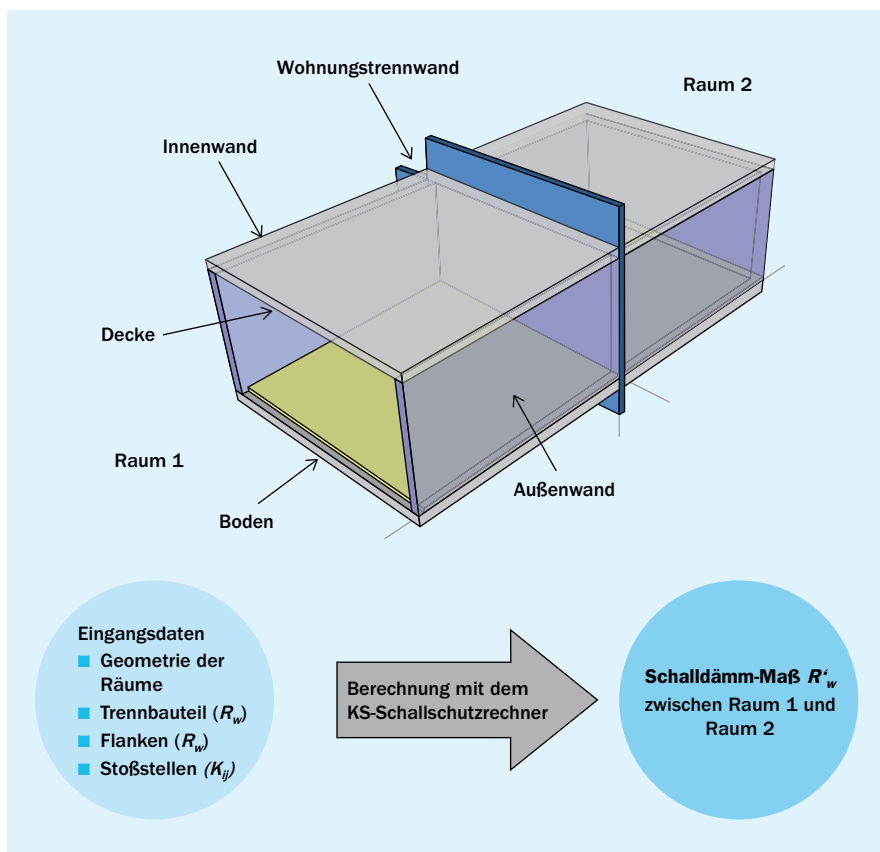 Wohnungstrennwand
Raum 2
Innenwand
Decke
Raum 1
Außenwand
Boden
Eingangsdaten
■ Geometrie der
Räume
■ Trennbauteil (Rw)
■ Flanken (Rw)
■ Stoßstellen (Kij)
Berechnung mit dem
KS-Schallschutzrechner
Schalldämm-Maß R‘w
zwischen Raum 1 und
Raum 2